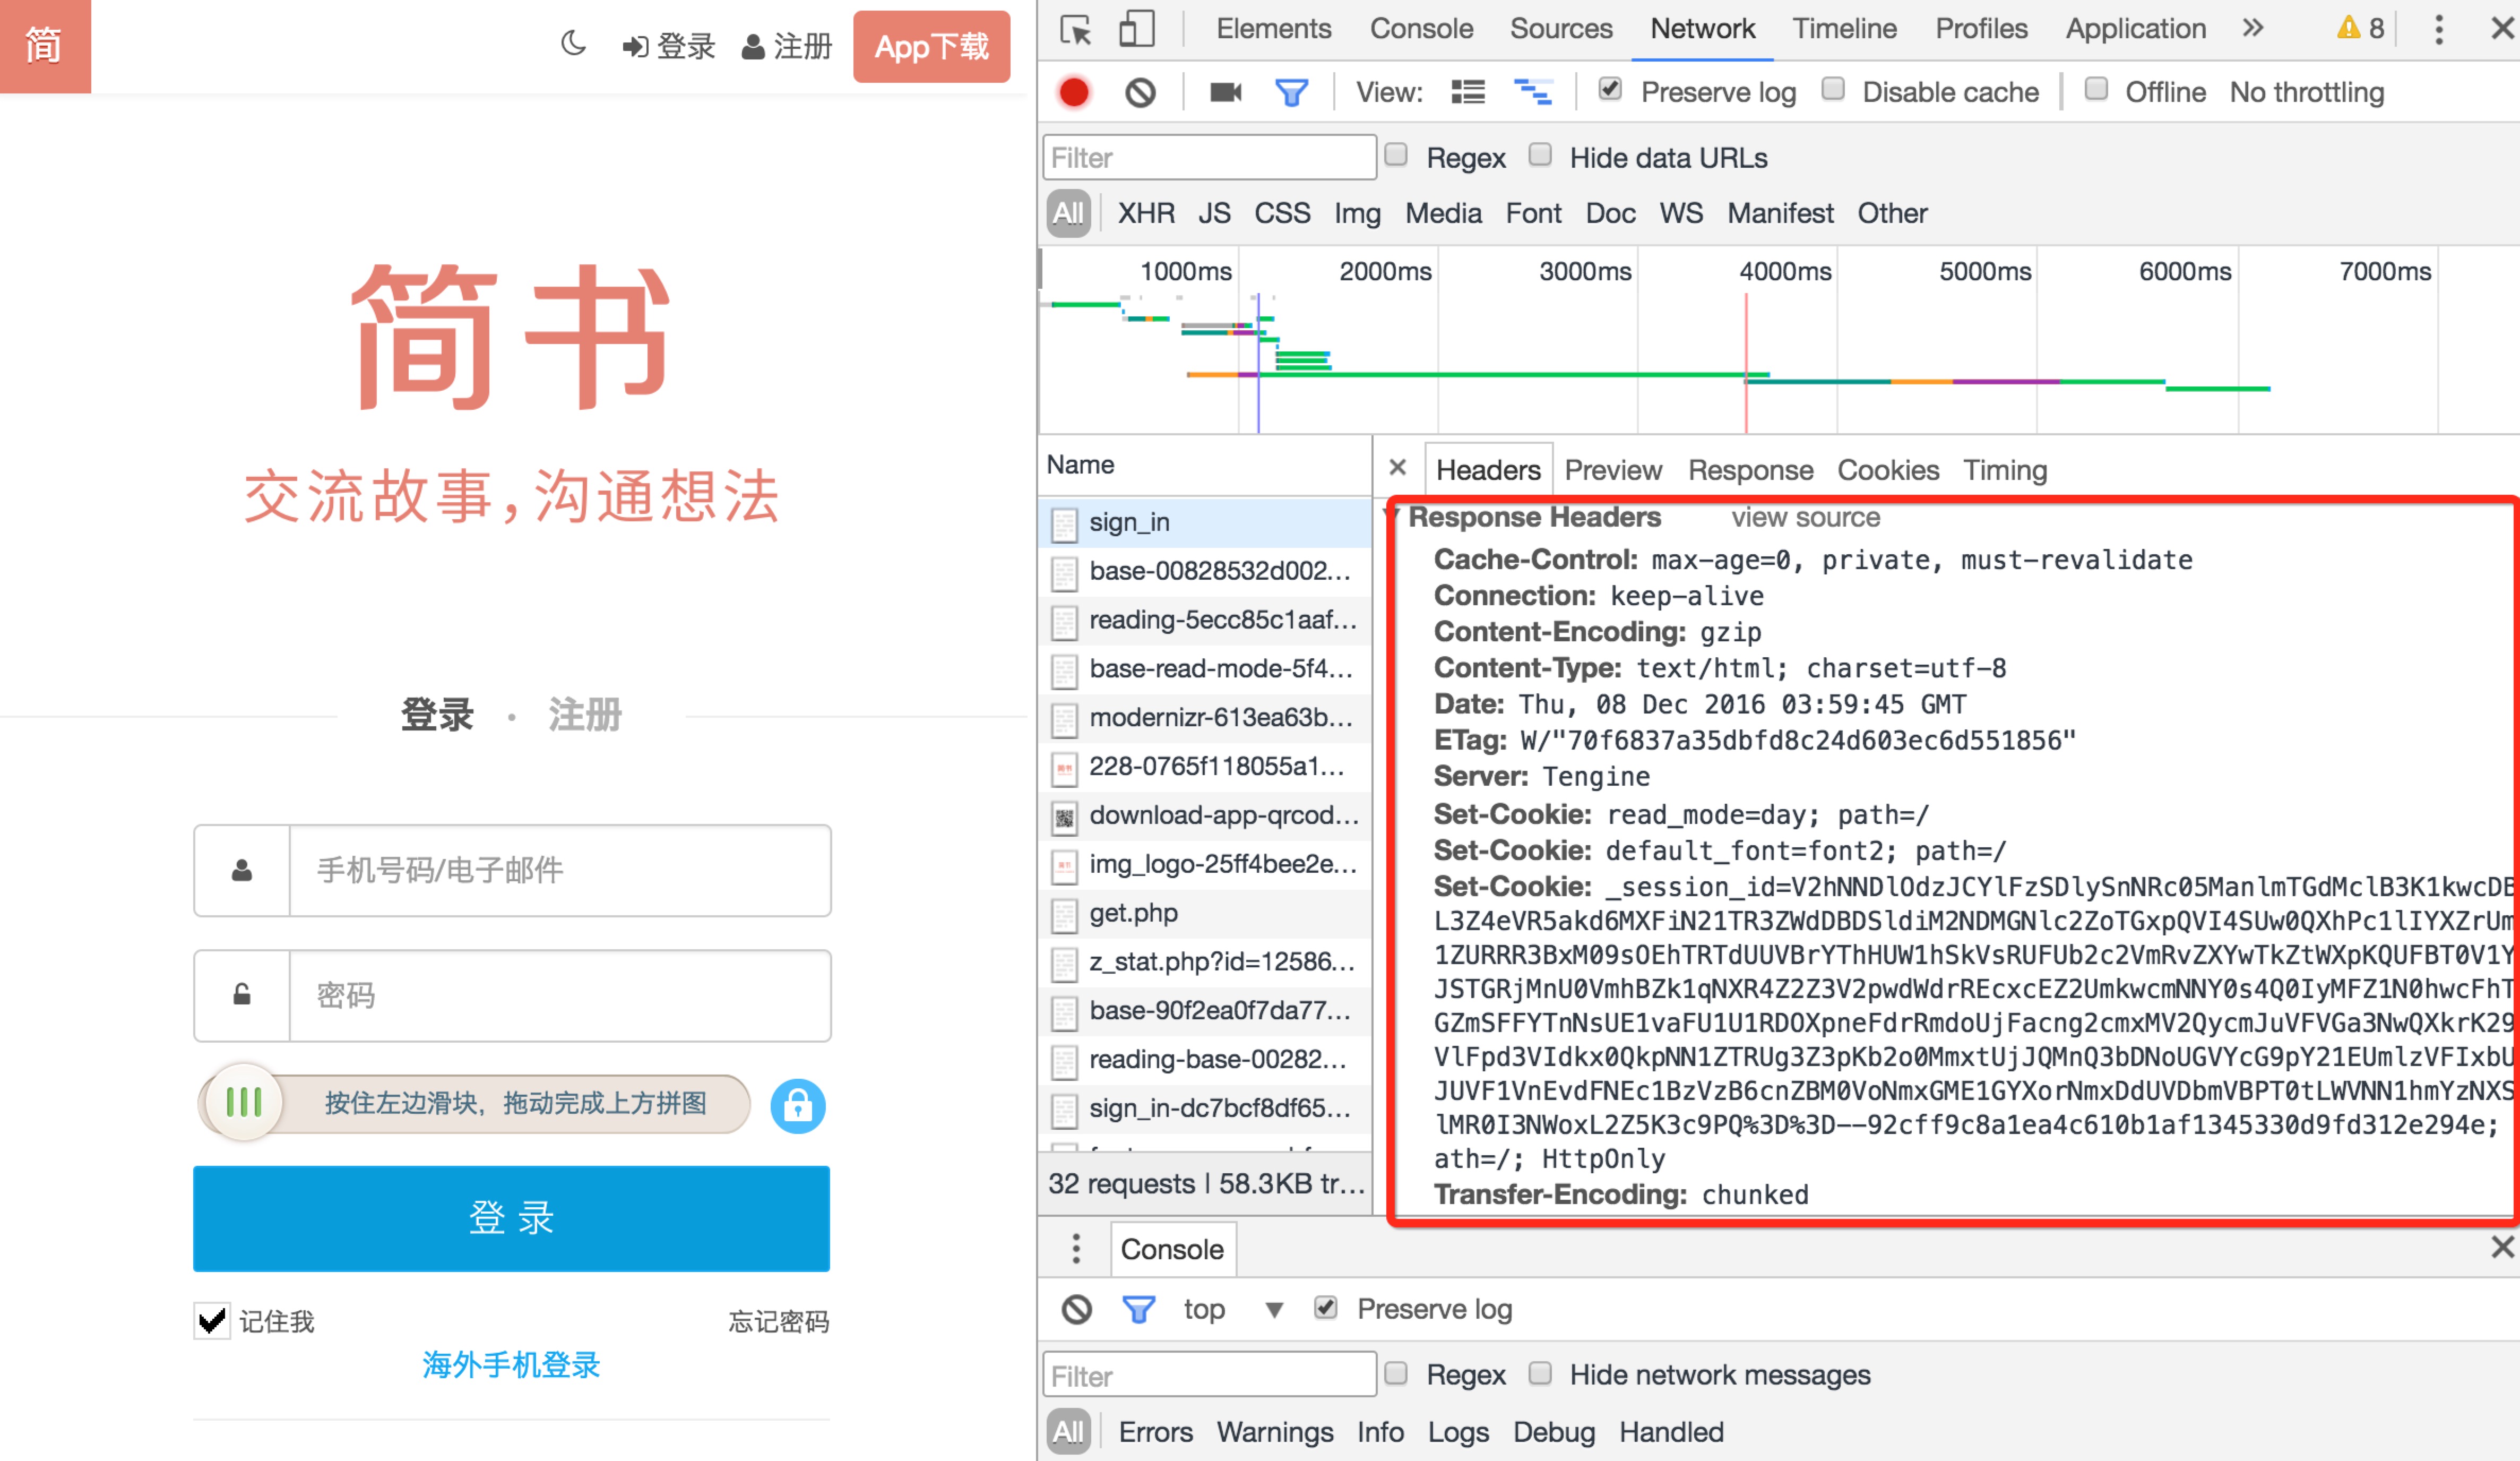 简
登录
注册
App下载
简书
交流故事,沟通想法
登录 · 注册
手机号码/电子邮件
密码
按住左边滑块，拖动完成上方拼图
登 录
记住我
忘记密码
海外手机登录
Elements Console Sources Network Timeline Profiles Application » 8
View: Preserve log Disable cache Offline No throttling
Filter Regex Hide data URLs
All XHR JS CSS Img Media Font Doc WS Manifest Other
1000ms 2000ms 3000ms 4000ms 5000ms 6000ms 7000ms
Name
sign_in
base-00828532d002...
reading-5ecc85c1aaf...
base-read-mode-5f4...
modernizr-613ea63b...
228-0765f118055a1...
download-app-qrcod...
img_logo-25ff4bee2e...
get.php
z_stat.php?id=12586...
base-90f2ea0f7da77...
reading-base-00282...
sign_in-dc7bcf8df65...
32 requests | 58.3KB tr...
Headers Preview Response Cookies Timing
Response Headers view source
Cache-Control: max-age=0, private, must-revalidate
Connection: keep-alive
Content-Encoding: gzip
Content-Type: text/html; charset=utf-8
Date: Thu, 08 Dec 2016 03:59:45 GMT
ETag: W/"70f6837a35dbfd8c24d603ec6d551856"
Server: Tengine
Set-Cookie: read_mode=day; path=/
Set-Cookie: default_font=font2; path=/
Set-Cookie: _session_id=V2hNNDlOdzJCYlFzSDlySnNRc05ManlmTGdMclB3K1kwcDB
L3Z4eVR5akd6MXFiN21TR3ZWdDBDSldiM2NDMGNlc2ZoTGxpQVI4SUw0QXhPc1lIYXZrUm
1ZURRR3BxM09sOEhTRTdUUVBrYThHUW1hSkVsRUFUb2c2VmRvZXYwTkZtWXpKQUFBT0V1Y
JSTGRjMnU0VmhBZk1qNXR4Z2Z3V2pwdWdrREcxcEZ2UmkwcmNNY0s4Q0IyMFZ1N0hwcFhT
GZmSFFYTnNsUE1vaFU1U1RDOXpneFdrRmdoUjFacng2cmxMV2QycmJuVFVGa3NwQXkrK29
VlFpd3VIdkx0QkpNN1ZTRUg3Z3pKb2o0MmxtUjJQMnQ3bDNoUGVYcG9pY21EUmlzVFIxbU
JUVF1VnEvdFNEc1BzVzB6cnZBM0VoNmxGME1GYXorNmxDdUVDbmVBPT0tLWVNN1hmYzNXS
lMR0I3NWoxL2Z5K3c9PQ%3D%3D--92cff9c8a1ea4c610b1af1345330d9fd312e294e;
ath=/; HttpOnly
Transfer-Encoding: chunked
Console
top Preserve log
Filter Regex Hide network messages
All Errors Warnings Info Logs Debug Handled